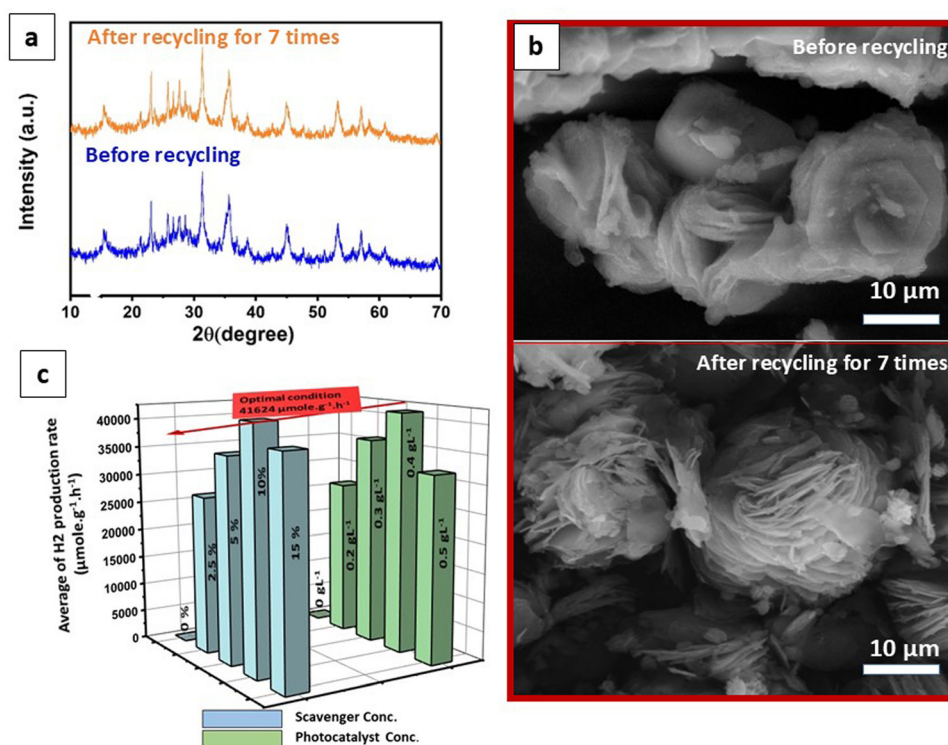 a
After recycling for 7 times
Before recycling
Intensity (a.u.)
10 20 30 40 50 60 70
2θ(degree)
b
Before recycling
10 µm
After recycling for 7 times
10 µm
c
Optimal condition
41624 µmole.g⁻¹.h⁻¹
Average of H2 production rate
(µmole.g⁻¹.h⁻¹)
40000
35000
30000
25000
20000
15000
10000
5000
0
0 %
2.5 %
5 %
10%
15 %
0 gL⁻¹
0.2 gL⁻¹
0.3 gL⁻¹
0.4 gL⁻¹
0.5 gL⁻¹
Scavenger Conc.
Photocatalyst Conc.